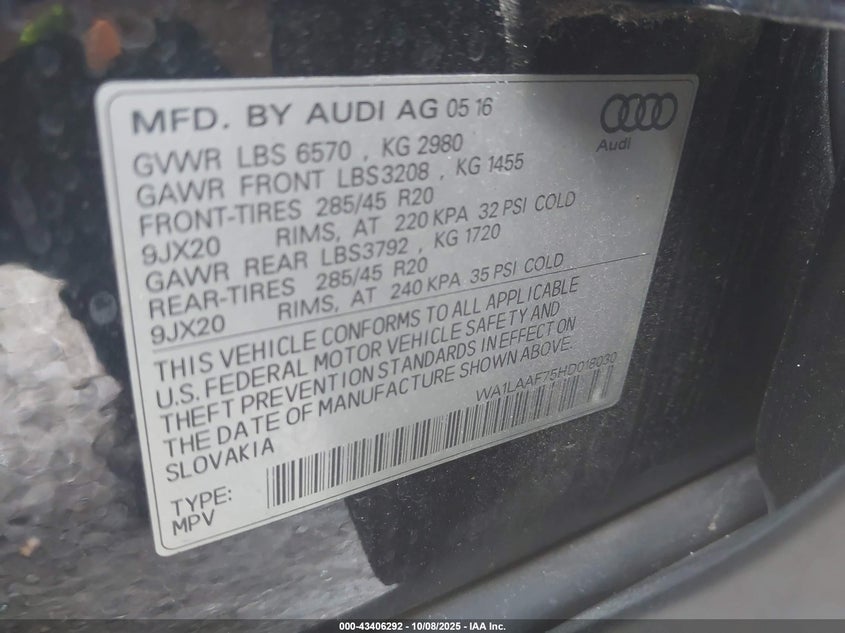 MFD. BY AUDI AG 05 16
Audi
GVWR LBS 6570 , KG 2980
GAWR FRONT LBS3208 , KG 1455
FRONT-TIRES 285/45 R20
9JX20 RIMS, AT 220 KPA 32 PSI COLD
GAWR REAR LBS3792 , KG 1720
REAR-TIRES 285/45 R20
9JX20 RIMS, AT 240 KPA 35 PSI COLD
THIS VEHICLE CONFORMS TO ALL APPLICABLE
U.S. FEDERAL MOTOR VEHICLE SAFETY AND
THEFT PREVENTION STANDARDS IN EFFECT ON
THE DATE OF MANUFACTURE SHOWN ABOVE.
SLOVAKIA
WA1LAAF75HD018030
TYPE:
MPV
000-43406292 - 10/08/2025 - IAA Inc.